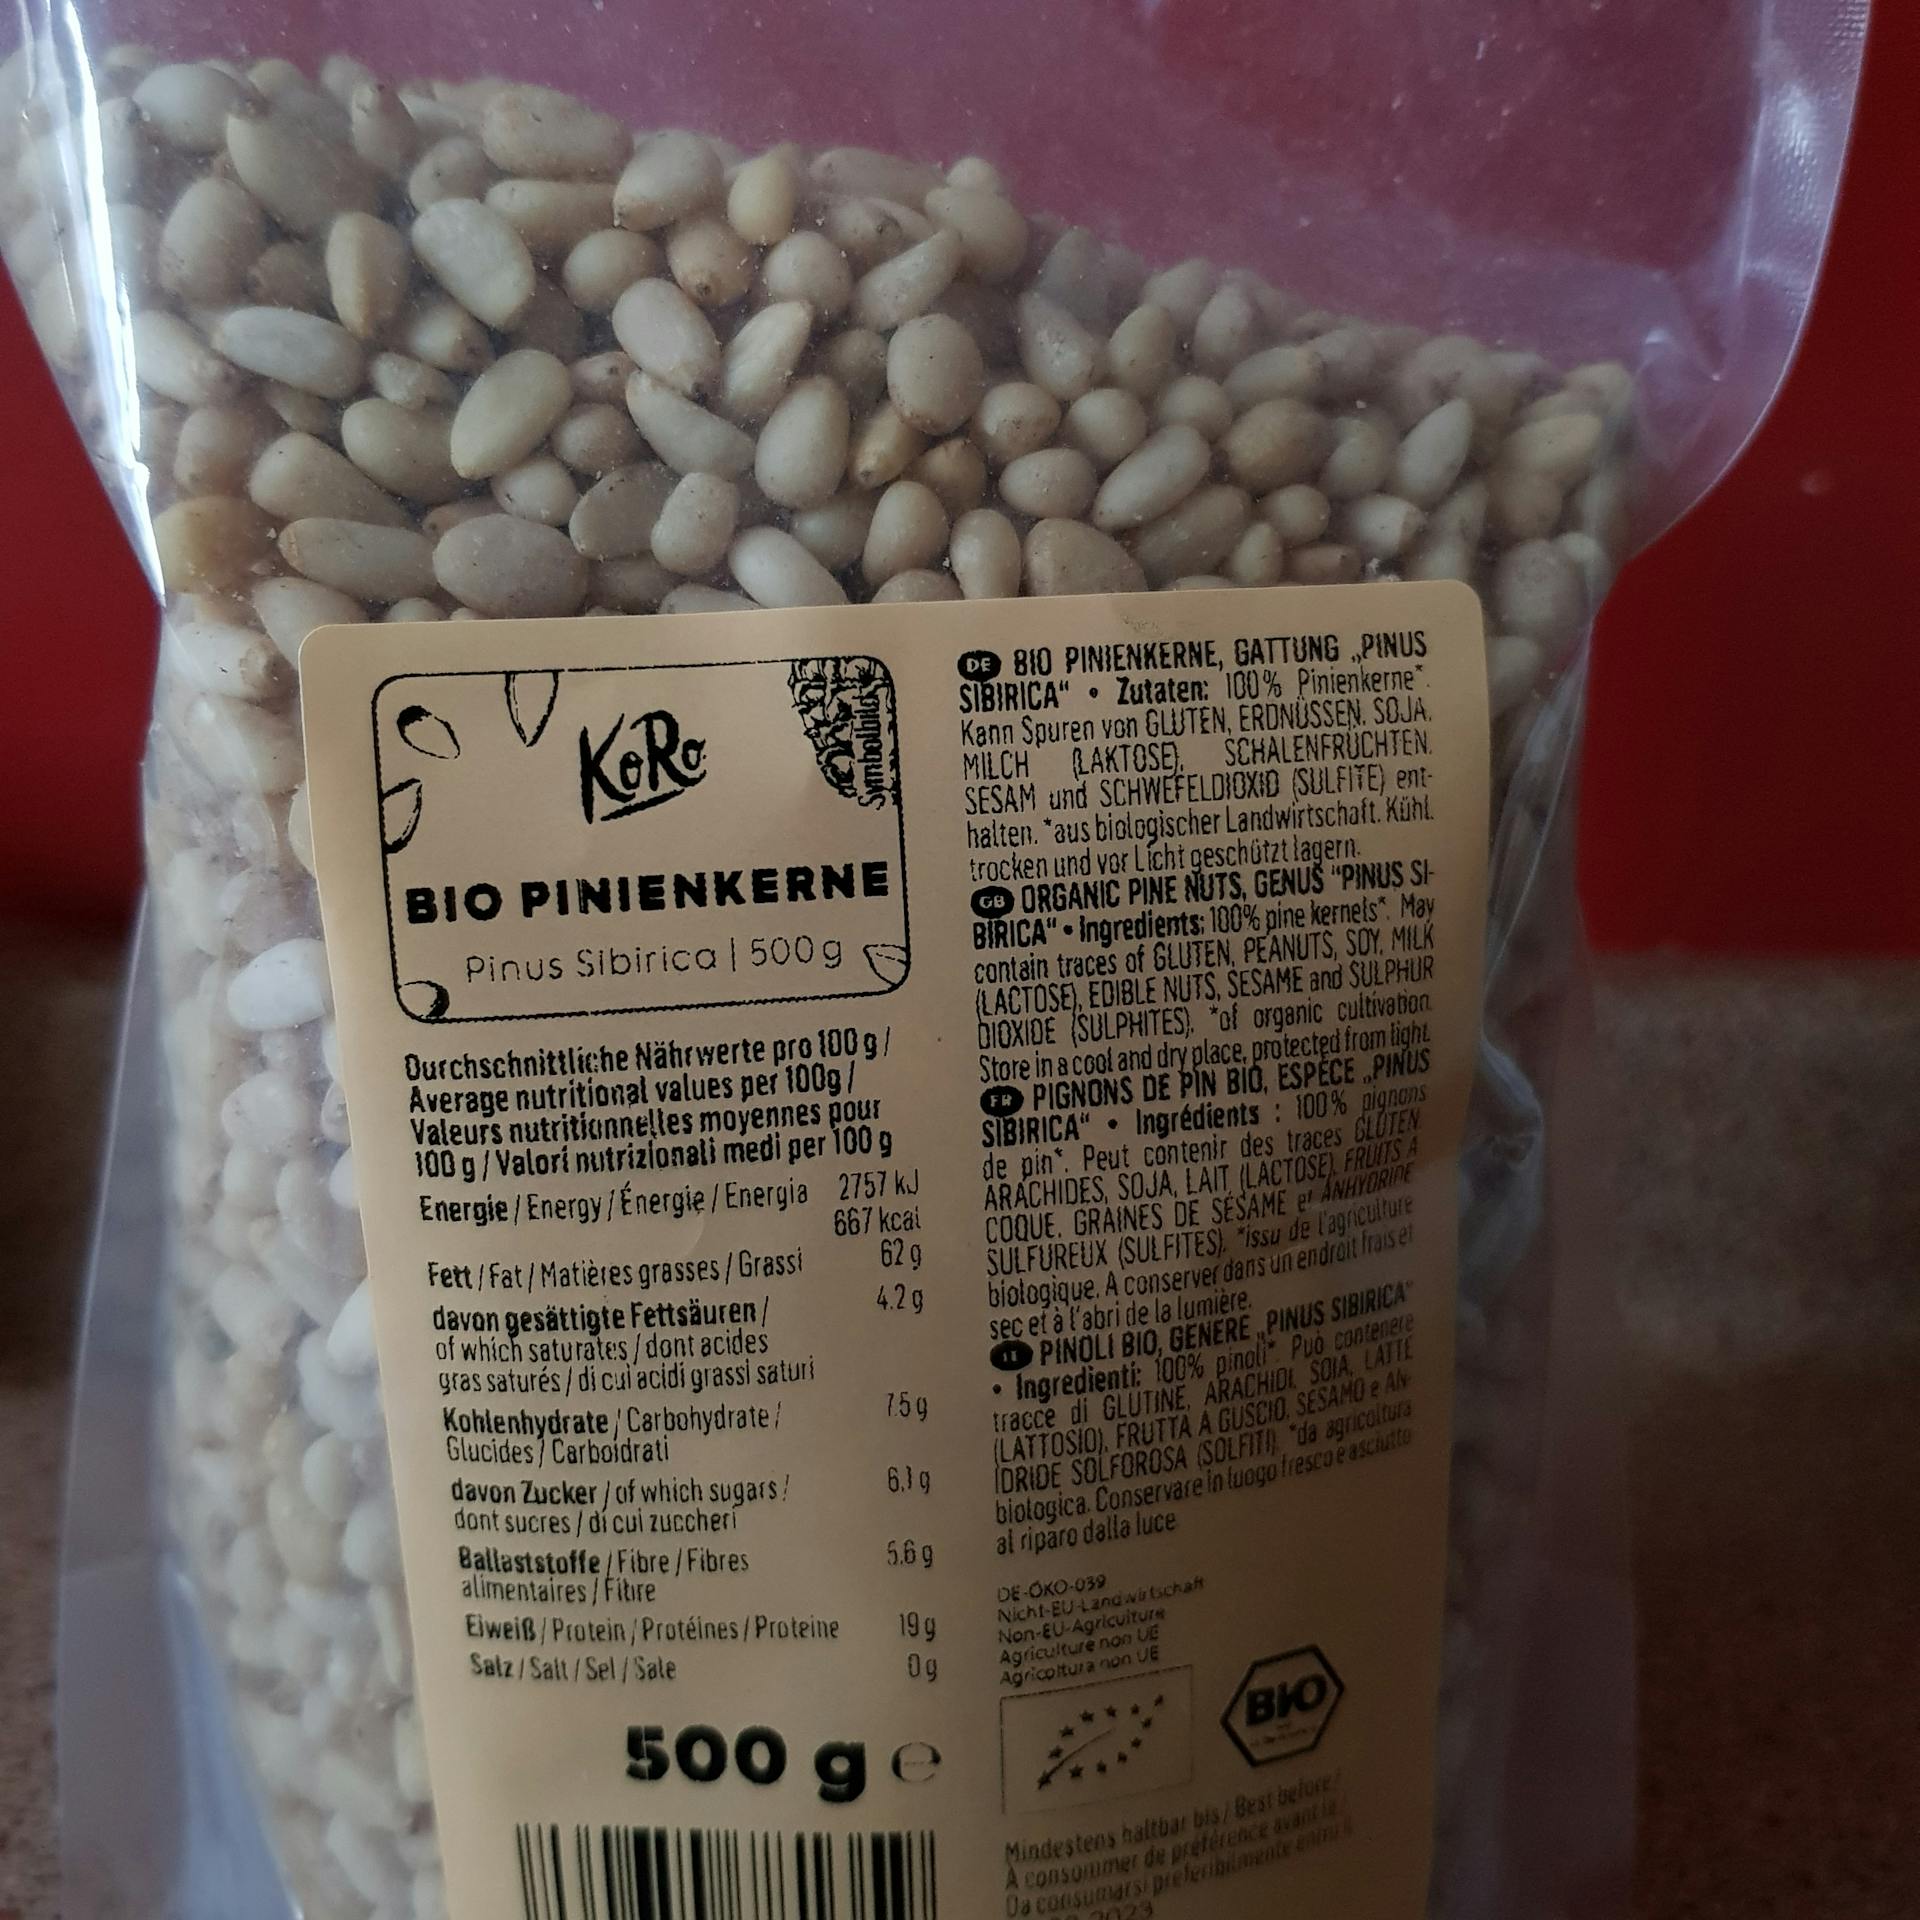 KoRo
Symbolbild
BIO PINIENKERNE
Pinus Sibirica | 500g
Durchschnittliche Nährwerte pro 100 g /
Average nutritional values per 100g /
Valeurs nutritionnelles moyennes pour
100 g / Valori nutrizionali medi per 100 g
Energie / Energy / Énergie / Energia 2757 kJ
667 kcal
Fett / Fat / Matières grasses / Grassi 62 g
davon gesättigte Fettsäuren / 4.2 g
of which saturates / dont acides
gras saturés / di cui acidi grassi saturi
Kohlenhydrate / Carbohydrate / 7.5 g
Glucides / Carboidrati
davon Zucker / of which sugars / 6.3 g
dont sucres / di cui zuccheri
Ballaststoffe / Fibre / Fibres 5.6 g
alimentaires / Fibre
Eiweiß / Protein / Protéines / Proteine 19 g
Salz / Salt / Sel / Sale 0 g
500 g e
DE BIO PINIENKERNE, GATTUNG „PINUS
SIBIRICA“ • Zutaten: 100% Pinienkerne*.
Kann Spuren von GLUTEN, ERDNÜSSEN, SOJA,
MILCH (LAKTOSE), SCHALENFRÜCHTEN,
SESAM und SCHWEFELDIOXID (SULFITE) ent-
halten. *aus biologischer Landwirtschaft. Kühl,
trocken und vor Licht geschützt lagern.
GB ORGANIC PINE NUTS, GENUS "PINUS SI-
BIRICA" • Ingredients: 100% pine kernels*. May
contain traces of GLUTEN, PEANUTS, SOY, MILK
(LACTOSE), EDIBLE NUTS, SESAME and SULPHUR
DIOXIDE (SULPHITES). *of organic cultivation.
Store in a cool and dry place, protected from light.
FR PIGNONS DE PIN BIO, ESPÈCE „PINUS
SIBIRICA“ • Ingrédients : 100% pignons
de pin*. Peut contenir des traces GLUTEN,
ARACHIDES, SOJA, LAIT (LACTOSE), FRUITS À
COQUE, GRAINES DE SÉSAME et ANHYDRIDE
SULFUREUX (SULFITES). *issu de l'agriculture
biologique. A conserver dans un endroit frais et
sec et à l'abri de la lumière.
IT PINOLI BIO, GENERE „PINUS SIBIRICA"
• Ingredienti: 100% pinoli*. Può contenere
tracce di GLUTINE, ARACHIDI, SOIA, LATTE
(LATTOSIO), FRUTTA A GUSCIO, SESAMO e AN-
IDRIDE SOLFOROSA (SOLFITI). *da agricoltura
biologica. Conservare in luogo fresco e asciutto
al riparo dalla luce
DE-ÖKO-039
Nicht-EU-Landwirtschaft
Non-EU-Agriculture
Agriculture non UE
Agricoltura non UE
BIO
Mindestens haltbar bis / Best before /
À consommer de préférence avant le /
Da consumarsi preferibilmente entro il
2023